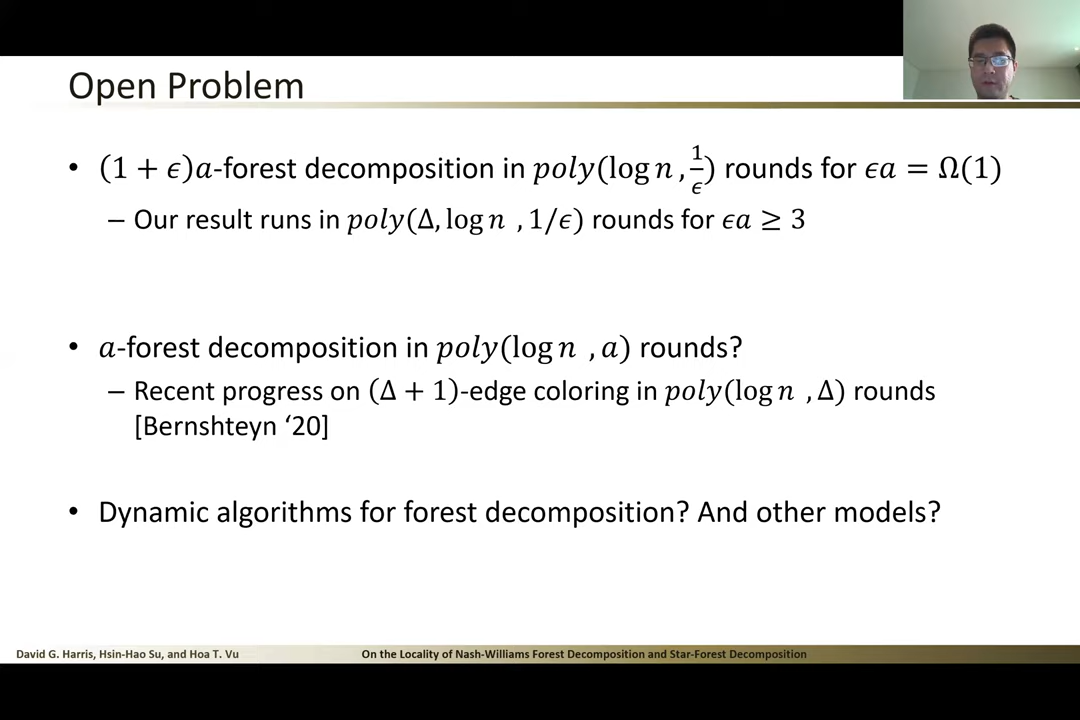 Open Problem
• (1 + ϵ)a-forest decomposition in poly(log n , 1/ϵ) rounds for ϵa = Ω(1)
– Our result runs in poly(Δ, log n , 1/ϵ) rounds for ϵa ≥ 3
• a-forest decomposition in poly(log n , a) rounds?
– Recent progress on (Δ + 1)-edge coloring in poly(log n , Δ) rounds
[Bernshteyn ‘20]
• Dynamic algorithms for forest decomposition? And other models?
David G. Harris, Hsin-Hao Su, and Hoa T. Vu
On the Locality of Nash-Williams Forest Decomposition and Star-Forest Decomposition